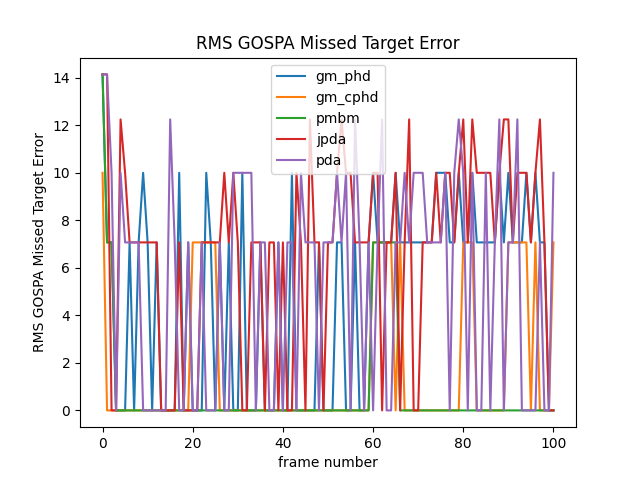 RMS GOSPA Missed Target Error
gm_phd
gm_cphd
pmbm
jpda
pda
RMS GOSPA Missed Target Error
14
12
10
8
6
4
2
0
0 20 40 60 80 100
frame number